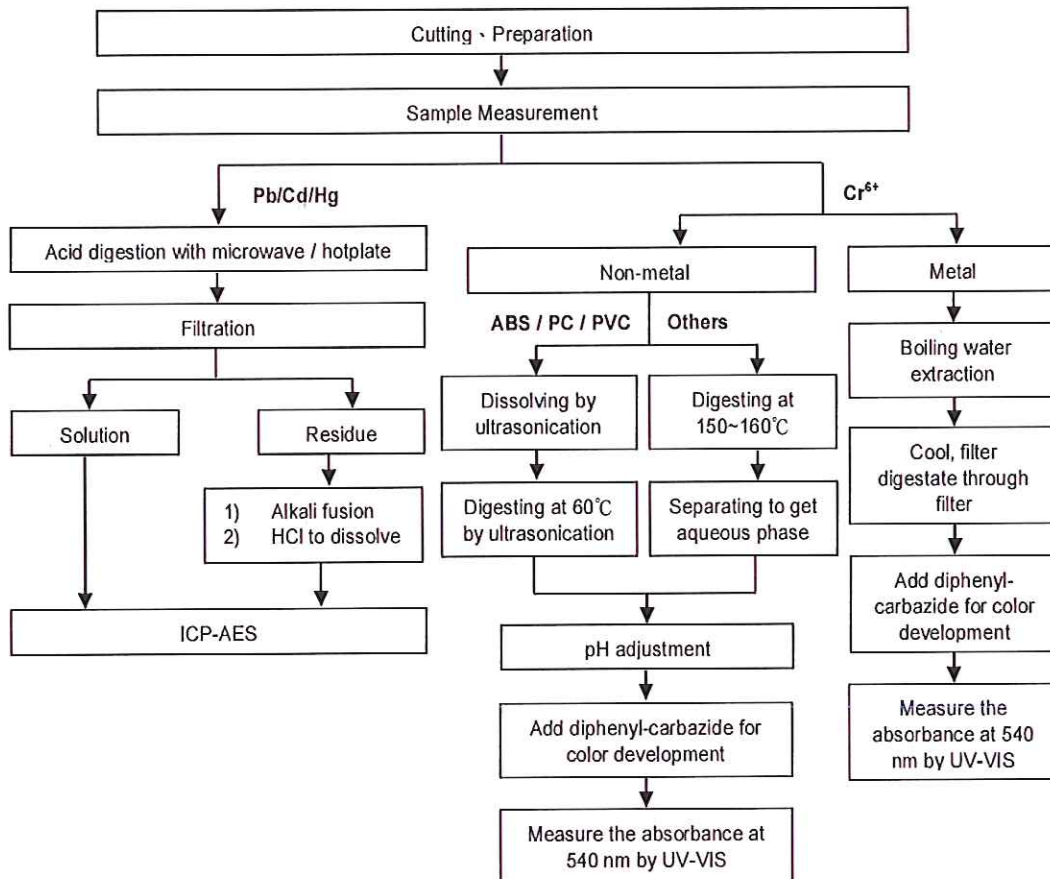 Cutting、Preparation
Sample Measurement
Pb/Cd/Hg
Cr⁶⁺
Acid digestion with microwave / hotplate
Filtration
Solution
Residue
1) Alkali fusion
2) HCl to dissolve
ICP-AES
Non-metal
ABS / PC / PVC
Others
Dissolving by
ultrasonication
Digesting at
150~160℃
Digesting at 60℃
by ultrasonication
Separating to get
aqueous phase
pH adjustment
Add diphenyl-carbazide for
color development
Measure the absorbance at
540 nm by UV-VIS
Metal
Boiling water
extraction
Cool, filter
digestate through
filter
Add diphenyl-
carbazide for color
development
Measure the
absorbance at 540
nm by UV-VIS